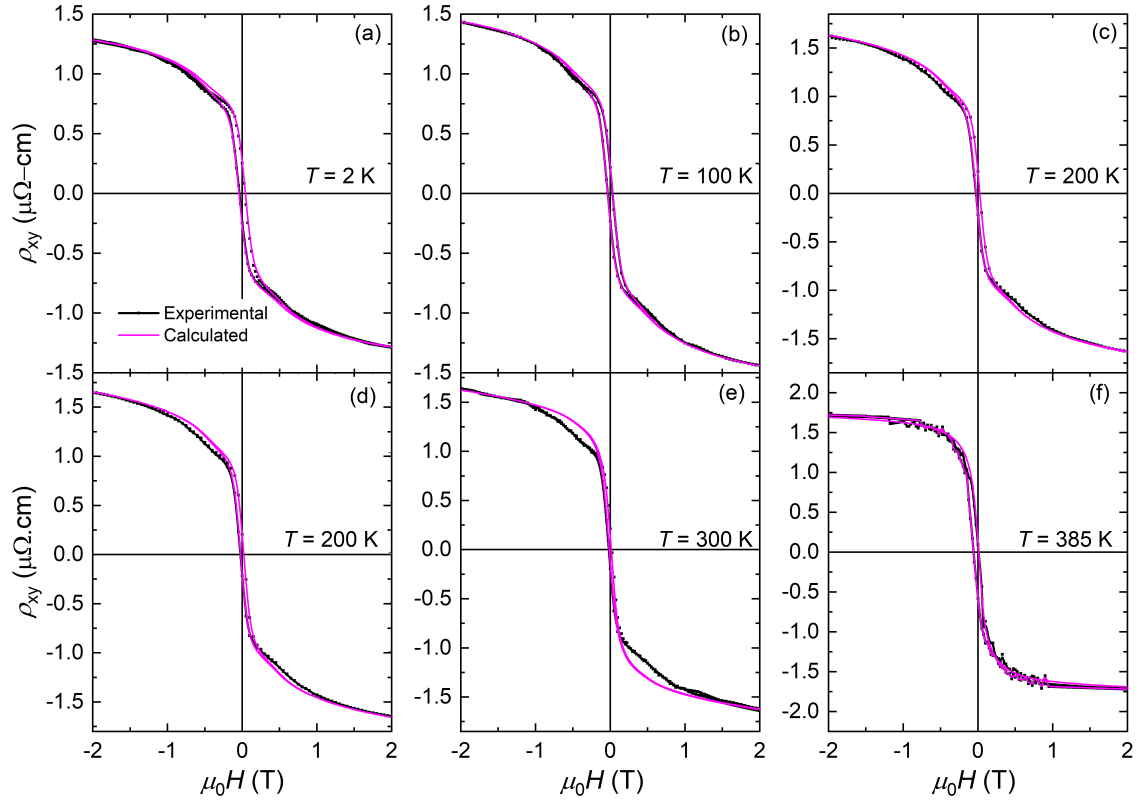 1.5
1.0
0.5
0.0
-0.5
-1.0
-1.5
ρxy (μΩ−cm)
(a)
T = 2 K
Experimental
Calculated
1.5
1.0
0.5
0.0
-0.5
-1.0
-1.5
(b)
T = 100 K
1.5
1.0
0.5
0.0
-0.5
-1.0
-1.5
(c)
T = 200 K
1.5
1.0
0.5
0.0
-0.5
-1.0
-1.5
ρxy (μΩ.cm)
(d)
T = 200 K
-2 -1 0 1 2
μ0H (T)
1.5
1.0
0.5
0.0
-0.5
-1.0
-1.5
(e)
T = 300 K
-2 -1 0 1 2
μ0H (T)
2.0
1.5
1.0
0.5
0.0
-0.5
-1.0
-1.5
-2.0
(f)
T = 385 K
-2 -1 0 1 2
μ0H (T)